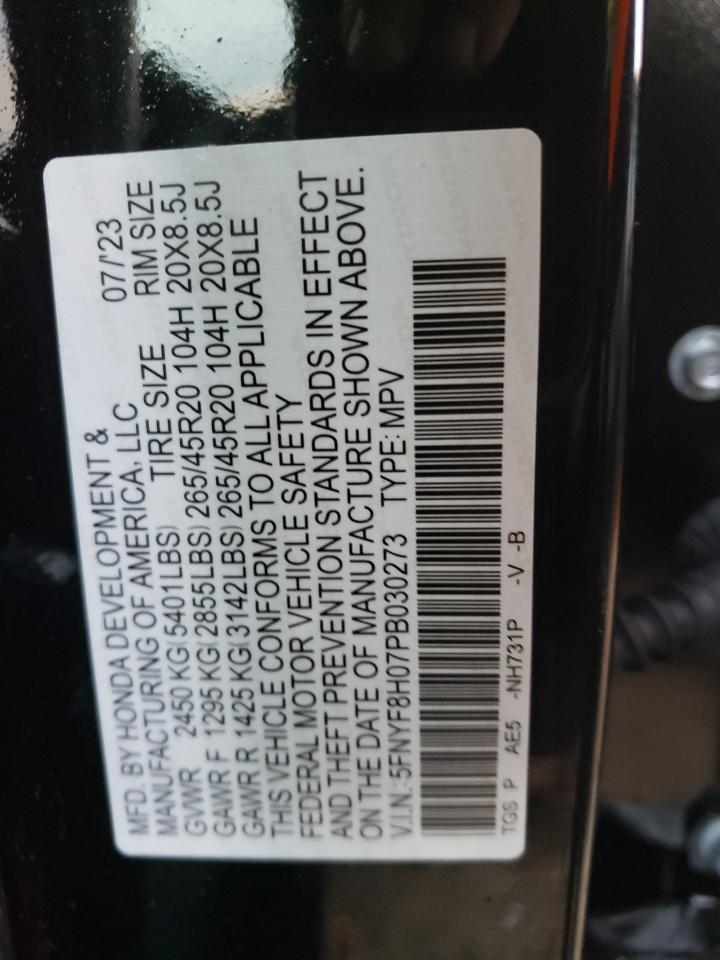 MFD. BY HONDA DEVELOPMENT & 07/'23
MANUFACTURING OF AMERICA, LLC
GVWR 2450 KG(5401LBS) TIRE SIZE RIM SIZE
GAWR F 1295 KG(2855LBS) 265/45R20 104H 20X8.5J
GAWR R 1425 KG(3142LBS) 265/45R20 104H 20X8.5J
THIS VEHICLE CONFORMS TO ALL APPLICABLE
FEDERAL MOTOR VEHICLE SAFETY
AND THEFT PREVENTION STANDARDS IN EFFECT
ON THE DATE OF MANUFACTURE SHOWN ABOVE.
V.I.N.: 5FNYF8H07PB030273 TYPE: MPV
TGS P AE5 -NH731P -V -B